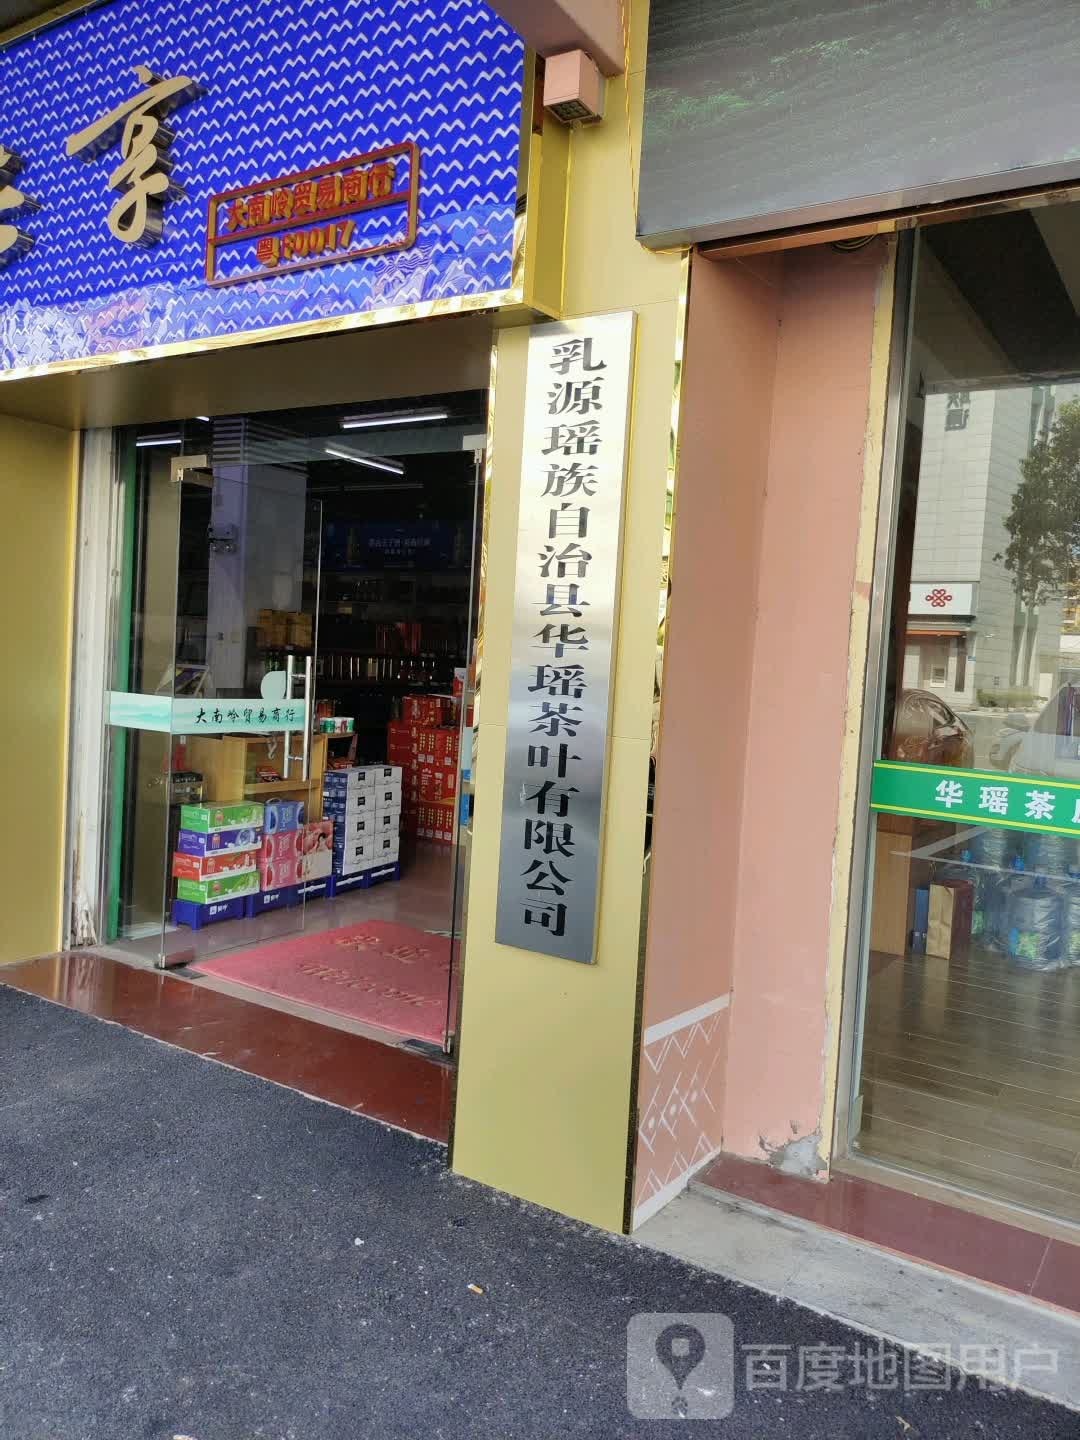 享
大南岭贸易商行
乳源瑶族自治县华瑶茶叶有限公司
大南岭贸易商行
华瑶茶
百度地图用户